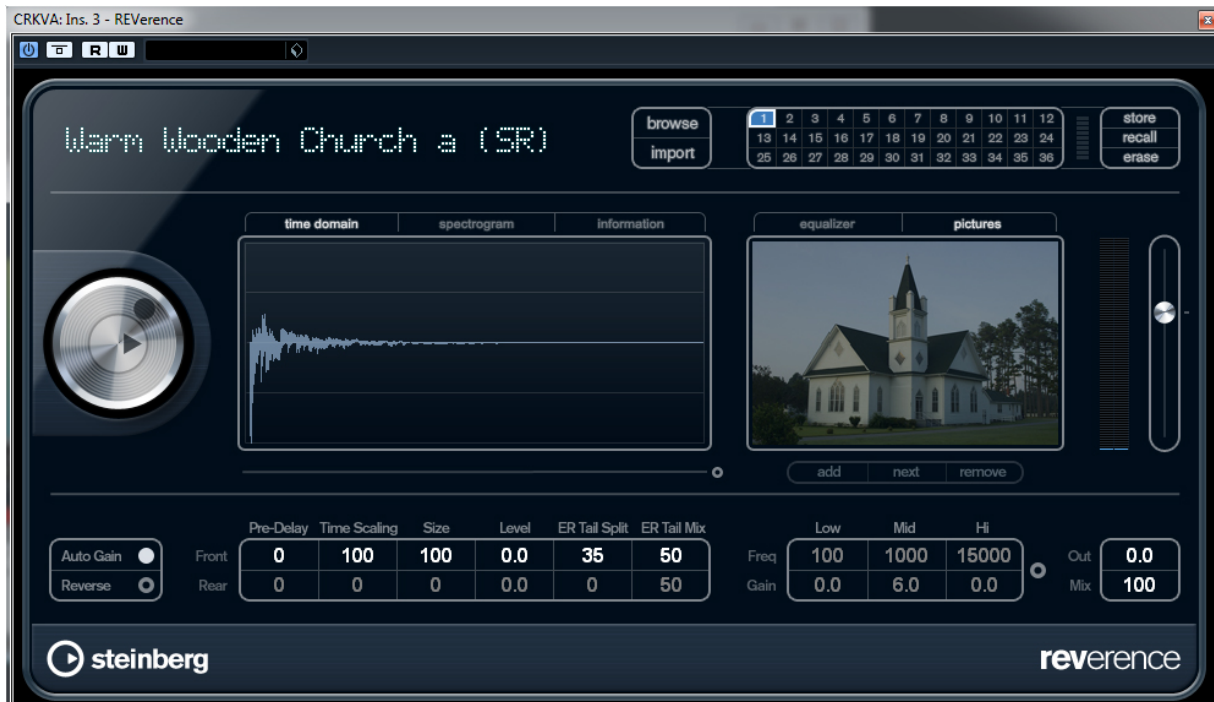 CRKVA: Ins. 3 - REVerence
R W
Warm Wooden Church a (SR)
browse
import
1 2 3 4 5 6 7 8 9 10 11 12
13 14 15 16 17 18 19 20 21 22 23 24
25 26 27 28 29 30 31 32 33 34 35 36
store
recall
erase
time domain spectrogram information
equalizer pictures
add next remove
Pre-Delay Time Scaling Size Level ER Tail Split ER Tail Mix
Low Mid Hi
Auto Gain Front 0 100 100 0.0 35 50 Freq 100 1000 15000 Out 0.0
Reverse Rear 0 0 0 0.0 0 50 Gain 0.0 6.0 0.0 Mix 100
steinberg
reverence